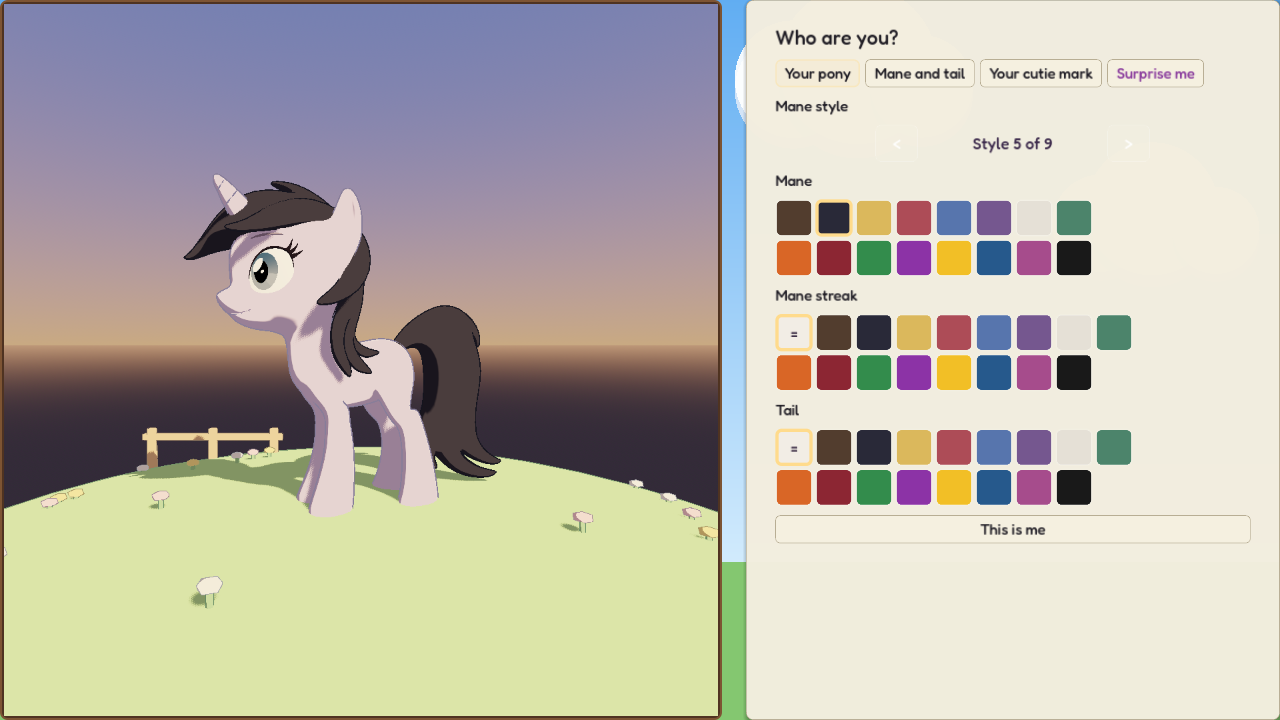 Who are you?
Your pony Mane and tail Your cutie mark Surprise me
Mane style
< Style 5 of 9 >
Mane
Mane streak
=
Tail
=
This is me